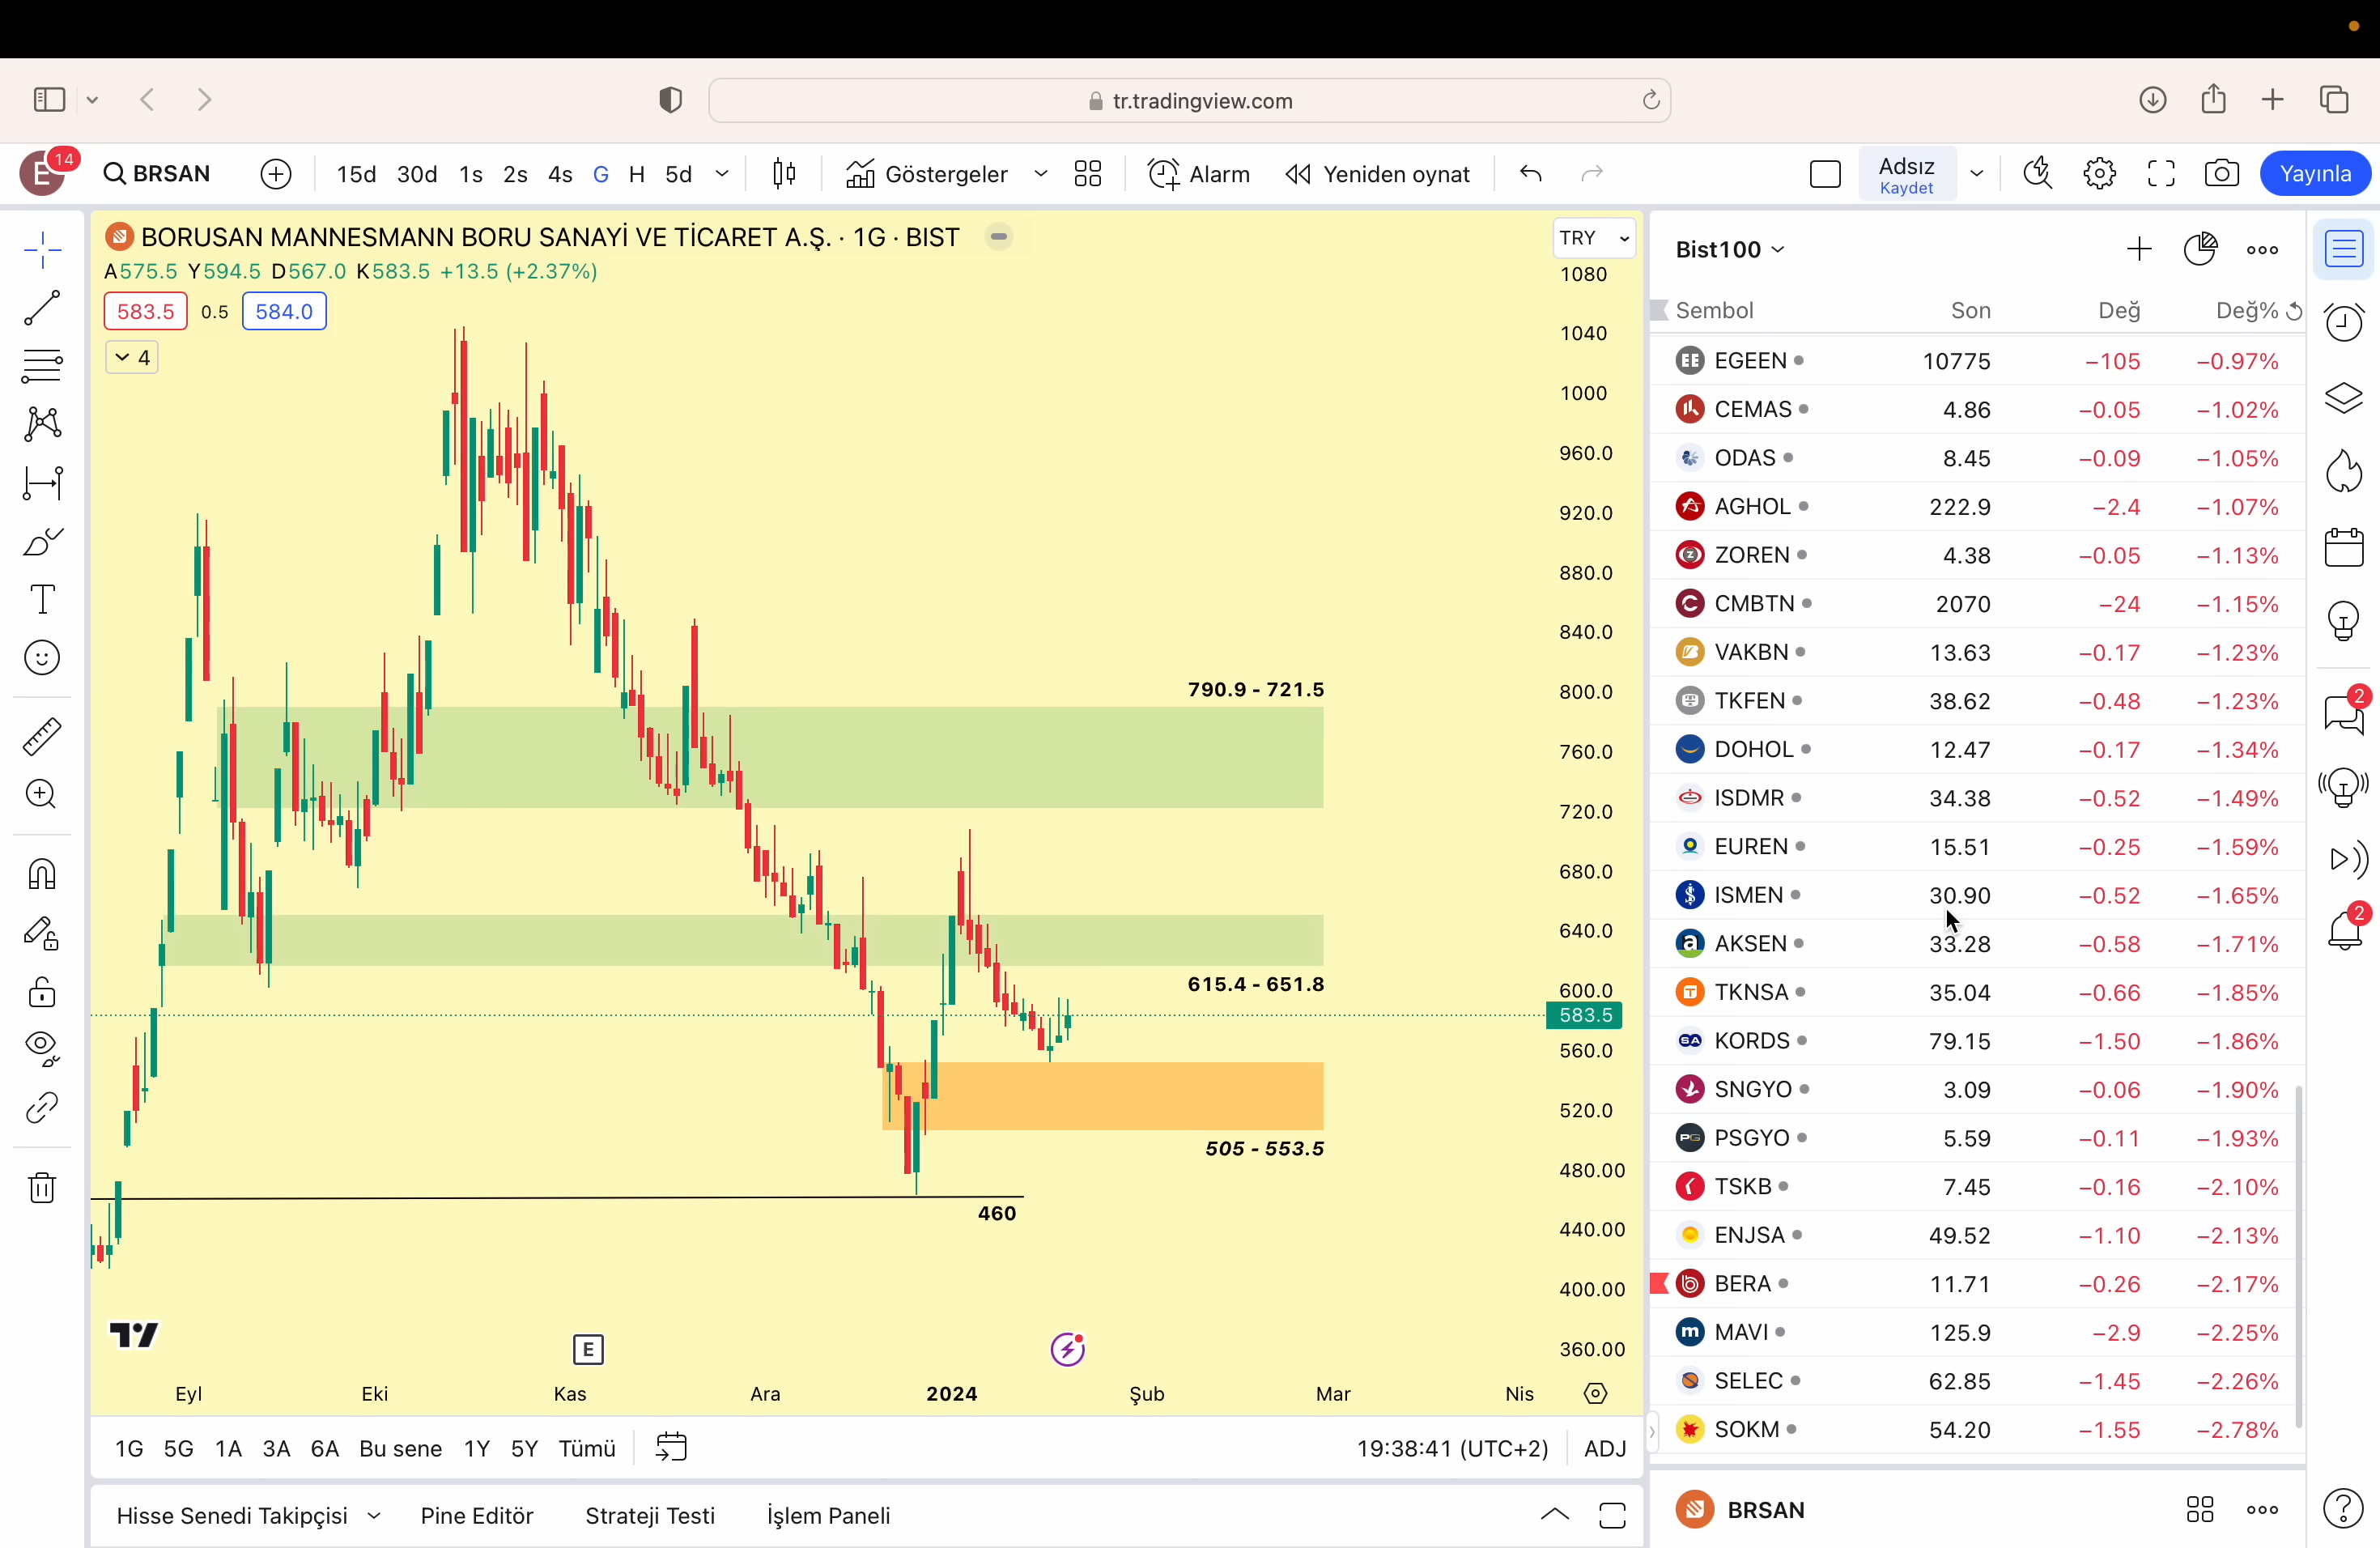 tr.tradingview.com
E 14 BRSAN 15d 30d 1s 2s 4s G H 5d Göstergeler Alarm Yeniden oynat Adsız Kaydet Yayınla
BORUSAN MANNESMANN BORU SANAYİ VE TİCARET A.Ş. · 1G · BIST
A575.5 Y594.5 D567.0 K583.5 +13.5 (+2.37%)
583.5 0.5 584.0
4
TRY
1080
1040
1000
960.0
920.0
880.0
840.0
800.0
760.0
720.0
680.0
640.0
600.0
583.5
560.0
520.0
480.00
440.00
400.00
360.00
790.9 - 721.5
615.4 - 651.8
505 - 553.5
460
E
Eyl Eki Kas Ara 2024 Şub Mar Nis
1G 5G 1A 3A 6A Bu sene 1Y 5Y Tümü 19:38:41 (UTC+2) ADJ
Hisse Senedi Takipçisi Pine Editör Strateji Testi İşlem Paneli
Bist100
Sembol Son Değ Değ%
EGEEN 10775 −105 −0.97%
CEMAS 4.86 −0.05 −1.02%
ODAS 8.45 −0.09 −1.05%
AGHOL 222.9 −2.4 −1.07%
ZOREN 4.38 −0.05 −1.13%
CMBTN 2070 −24 −1.15%
VAKBN 13.63 −0.17 −1.23%
TKFEN 38.62 −0.48 −1.23%
DOHOL 12.47 −0.17 −1.34%
ISDMR 34.38 −0.52 −1.49%
EUREN 15.51 −0.25 −1.59%
ISMEN 30.90 −0.52 −1.65%
AKSEN 33.28 −0.58 −1.71%
TKNSA 35.04 −0.66 −1.85%
KORDS 79.15 −1.50 −1.86%
SNGYO 3.09 −0.06 −1.90%
PSGYO 5.59 −0.11 −1.93%
TSKB 7.45 −0.16 −2.10%
ENJSA 49.52 −1.10 −2.13%
BERA 11.71 −0.26 −2.17%
MAVI 125.9 −2.9 −2.25%
SELEC 62.85 −1.45 −2.26%
SOKM 54.20 −1.55 −2.78%
BRSAN
2
2